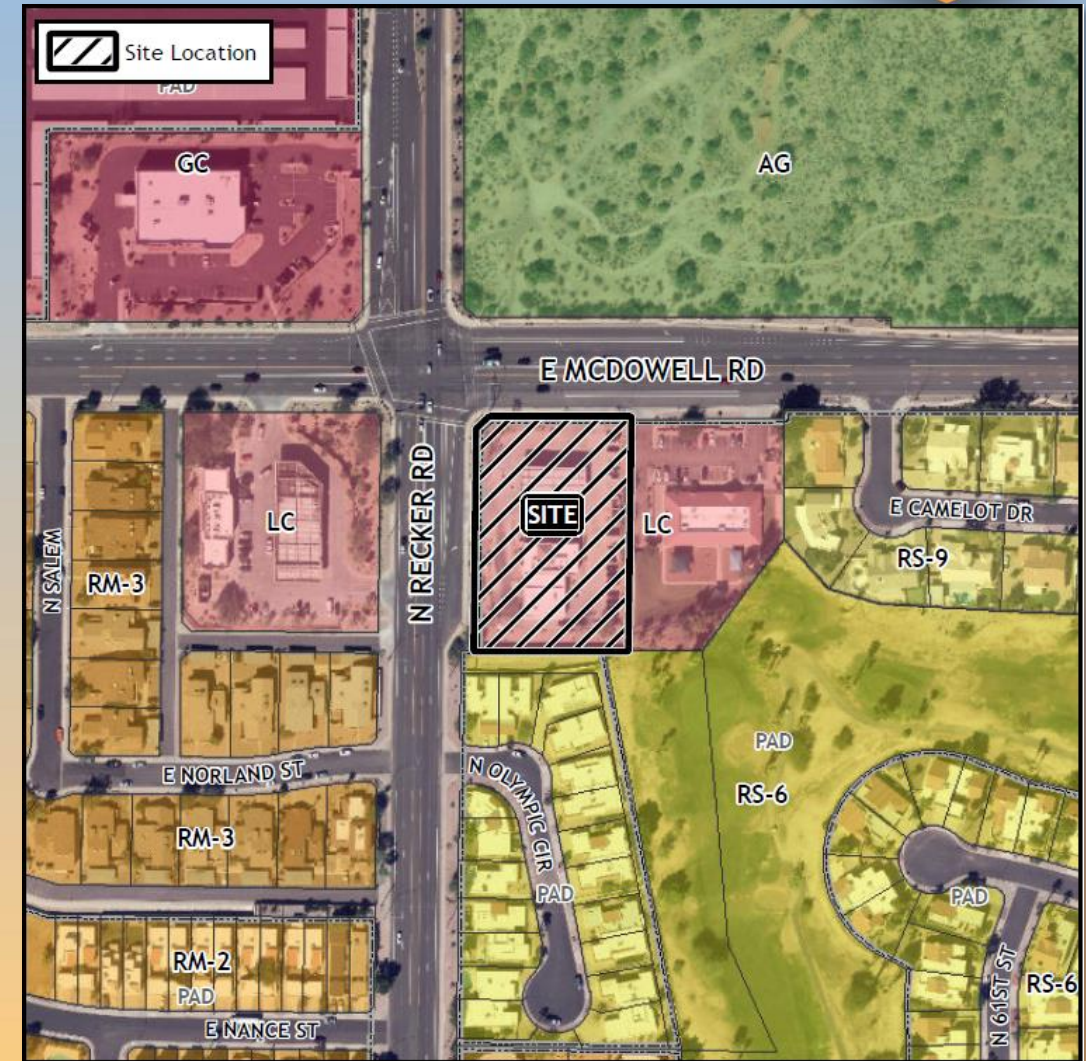 Site Location
PAD
GC
AG
E MCDOWELL RD
N RECKER RD
SITE
LC
LC
E CAMELOT DR
RS-9
N SALEM
RM-3
E NORLAND ST
N OLYMPIC CIR
PAD
RS-6
RM-3
PAD
PAD
RM-2
PAD
E NANCE ST
N 61ST ST
RS-6